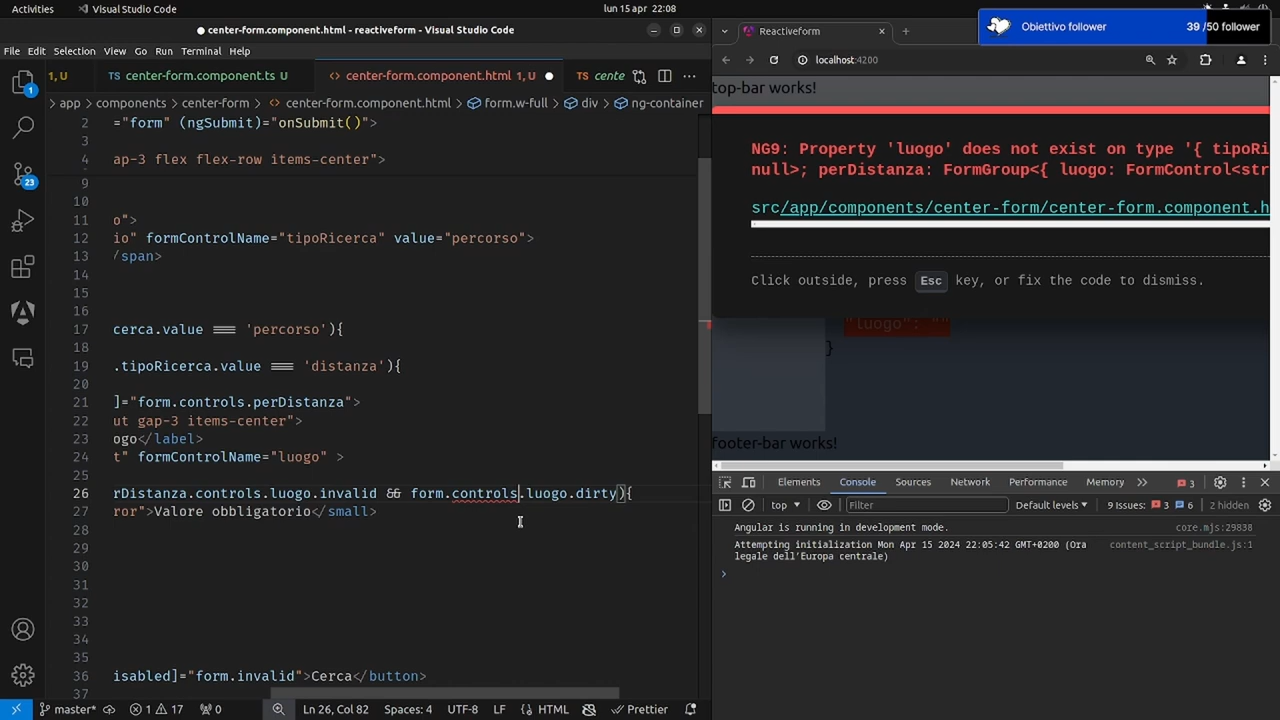 Activities
Visual Studio Code
lun 15 apr 22:08
center-form.component.html - reactiveform - Visual Studio Code
File Edit Selection View Go Run Terminal Help
1, U
TS center-form.component.ts U
<> center-form.component.html 1, U
TS cente
> app > components > center-form > <> center-form.component.html > form.w-full > div > ng-container
2 ="form" (ngSubmit)="onSubmit()">
3
4 ap-3 flex flex-row items-center">
9
10
11 o">
12 io" formControlName="tipoRicerca" value="percorso">
13 /span>
14
15
16
17 cerca.value === 'percorso'){
18
19 .tipoRicerca.value === 'distanza'){
20
21 ]="form.controls.perDistanza">
22 ut gap-3 items-center">
23 ogo</label>
24 t" formControlName="luogo" >
25
26 rDistanza.controls.luogo.invalid && form.controls.luogo.dirty){
27 ror">Valore obbligatorio</small>
28
29
30
31
32
33
34
35
36 isabled]="form.invalid">Cerca</button>
37
1
23
master*
1 17
0
Ln 26, Col 82
Spaces: 4
UTF-8
LF
HTML
Prettier
Obiettivo follower
39 /50 follower
Reactiveform
localhost:4200
top-bar works!
NG9: Property 'luogo' does not exist on type '{ tipoRi
null>; perDistanza: FormGroup<{ luogo: FormControl<str
src/app/components/center-form/center-form.component.h
Click outside, press Esc key, or fix the code to dismiss.
"luogo": ""
}
footer-bar works!
Elements Console Sources Network Performance Memory
3
top
Filter
Default levels
9 Issues: 3 6
2 hidden
Angular is running in development mode.
core.mjs:29838
Attempting initialization Mon Apr 15 2024 22:05:42 GMT+0200 (Ora
legale dell'Europa centrale)
content_script_bundle.js:1